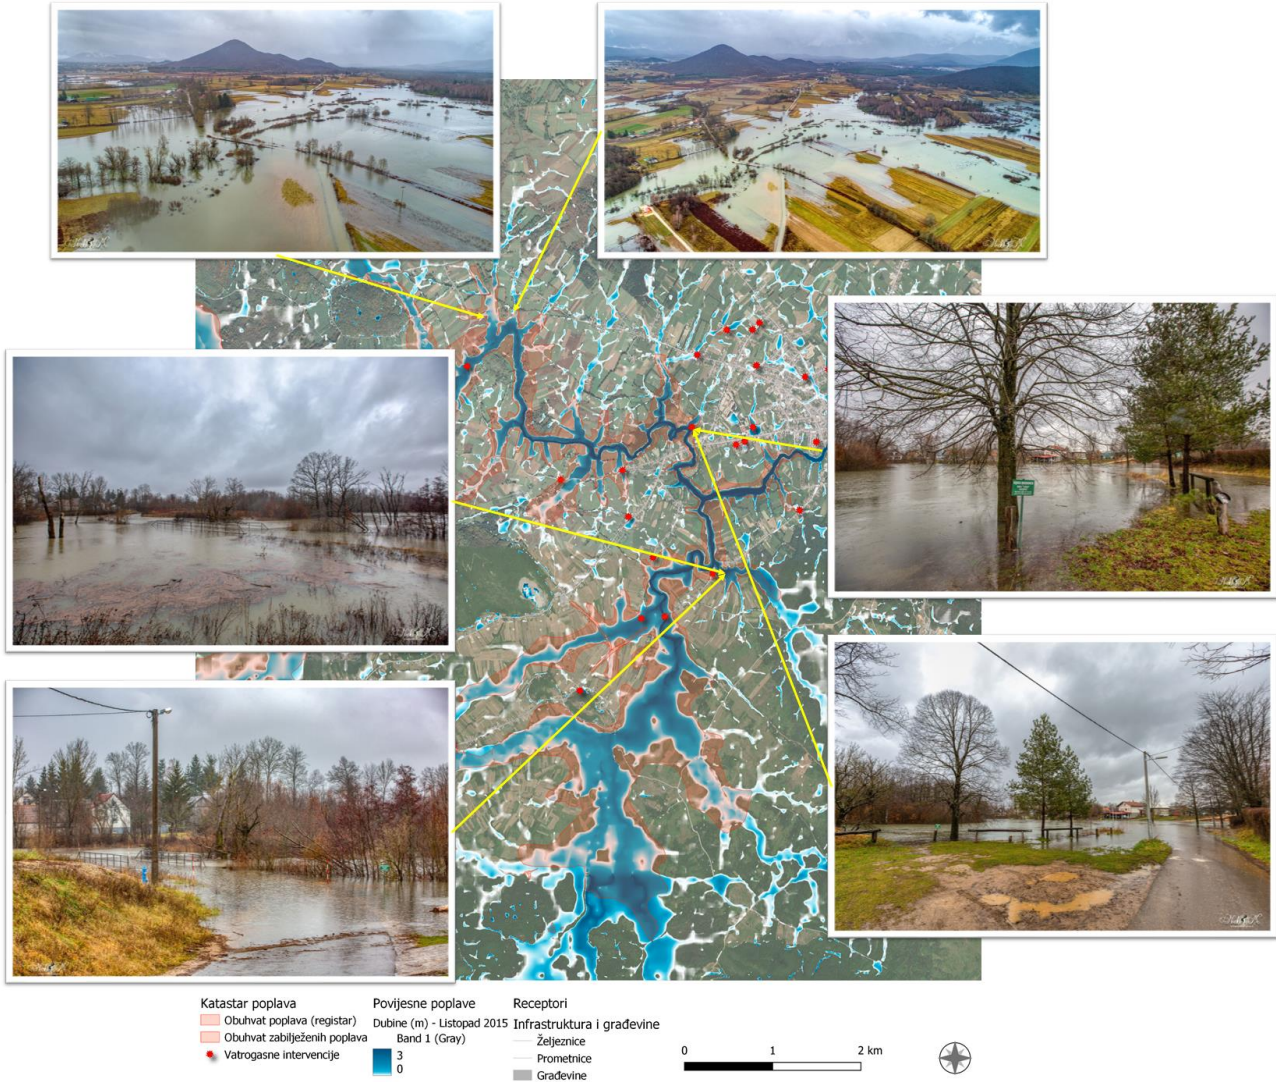 Katastar poplava
Obuhvat poplava (registar)
Obuhvat zabilježenih poplava
Vatrogasne intervencije
Povijesne poplave
Dubine (m) - Listopad 2015
Band 1 (Gray)
3
0
Receptori
Infrastruktura i građevine
Željeznice
Prometnice
Građevine
0 1 2 km